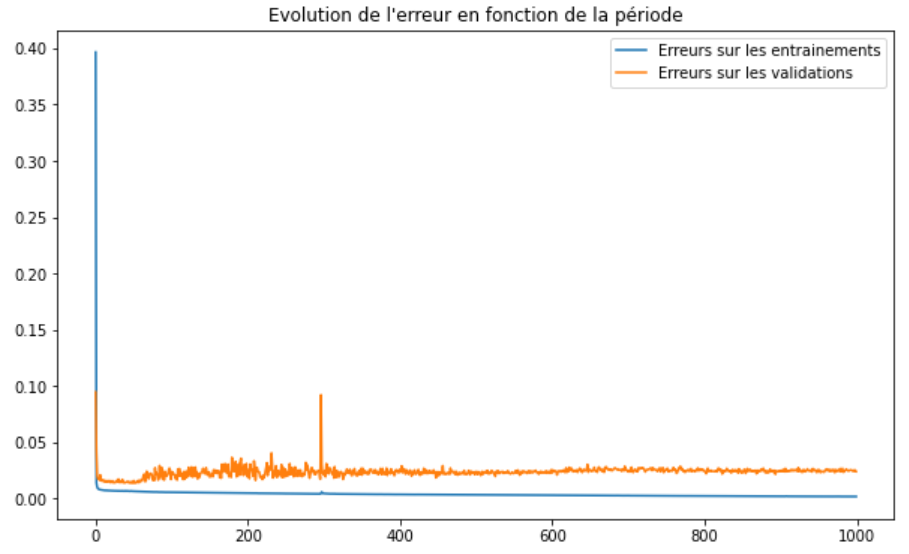 Evolution de l'erreur en fonction de la période
Erreurs sur les entrainements
Erreurs sur les validations
0.40
0.35
0.30
0.25
0.20
0.15
0.10
0.05
0.00
0 200 400 600 800 1000